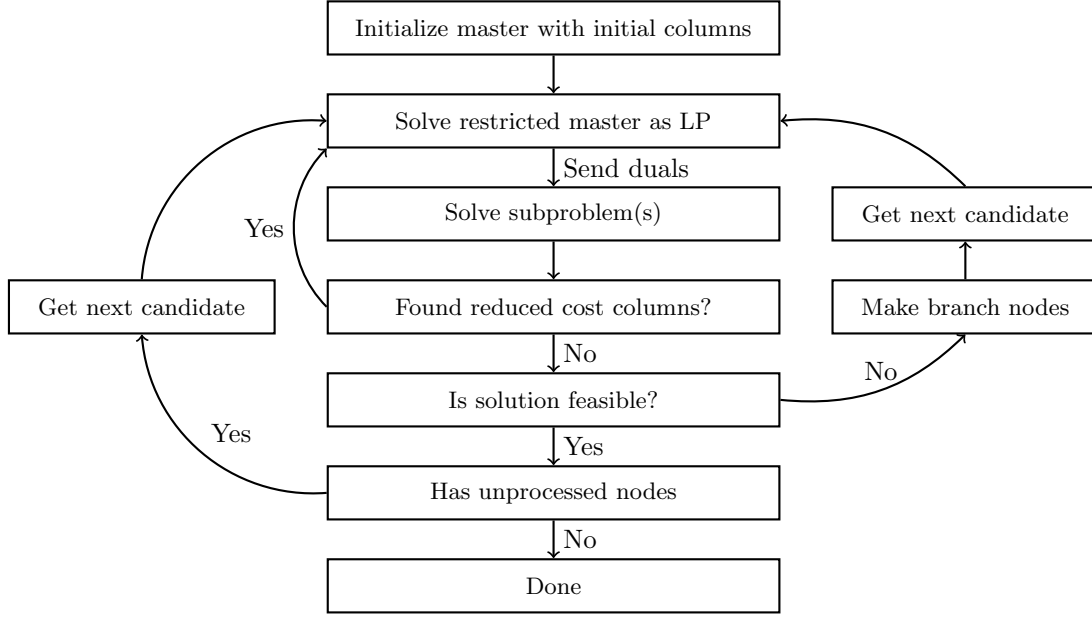 Initialize master with initial columns
Solve restricted master as LP
Send duals
Solve subproblem(s)
Get next candidate
Yes
Get next candidate
Found reduced cost columns?
Make branch nodes
No
No
Is solution feasible?
Yes
Yes
Has unprocessed nodes
No
Done